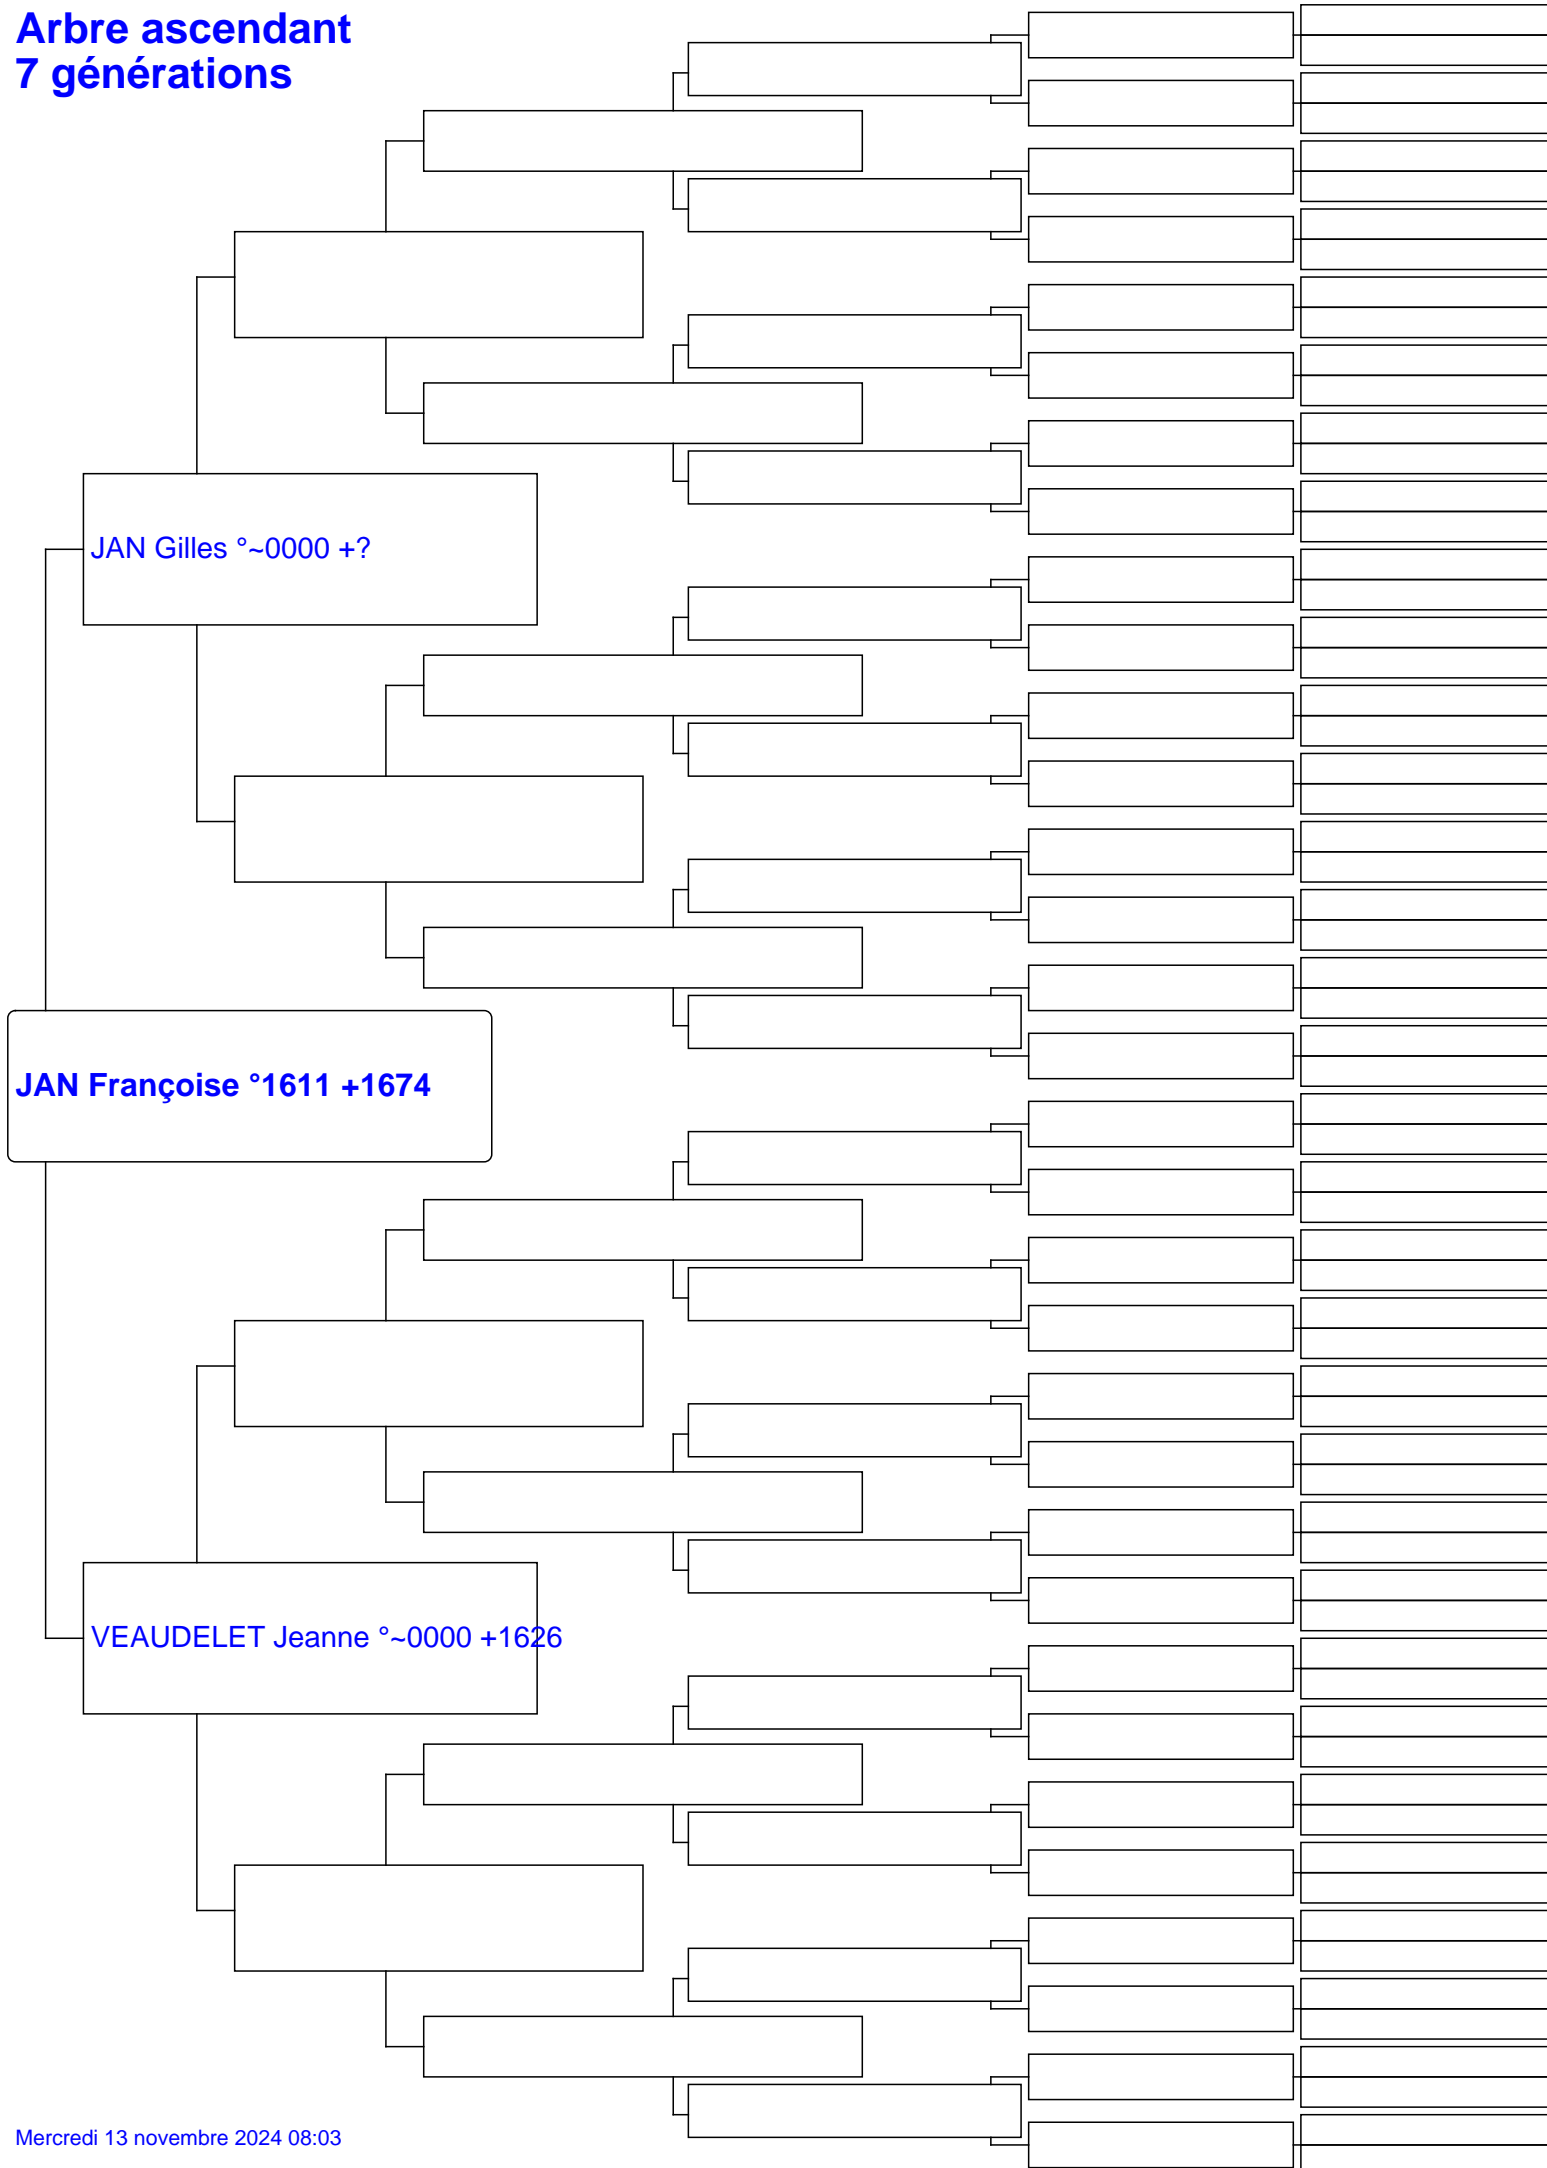 Arbre ascendant
7 générations
JAN Gilles °~0000 +?
JAN Françoise °1611 +1674
VEAUDELET Jeanne °~0000 +1626
Mercredi 13 novembre 2024 08:03